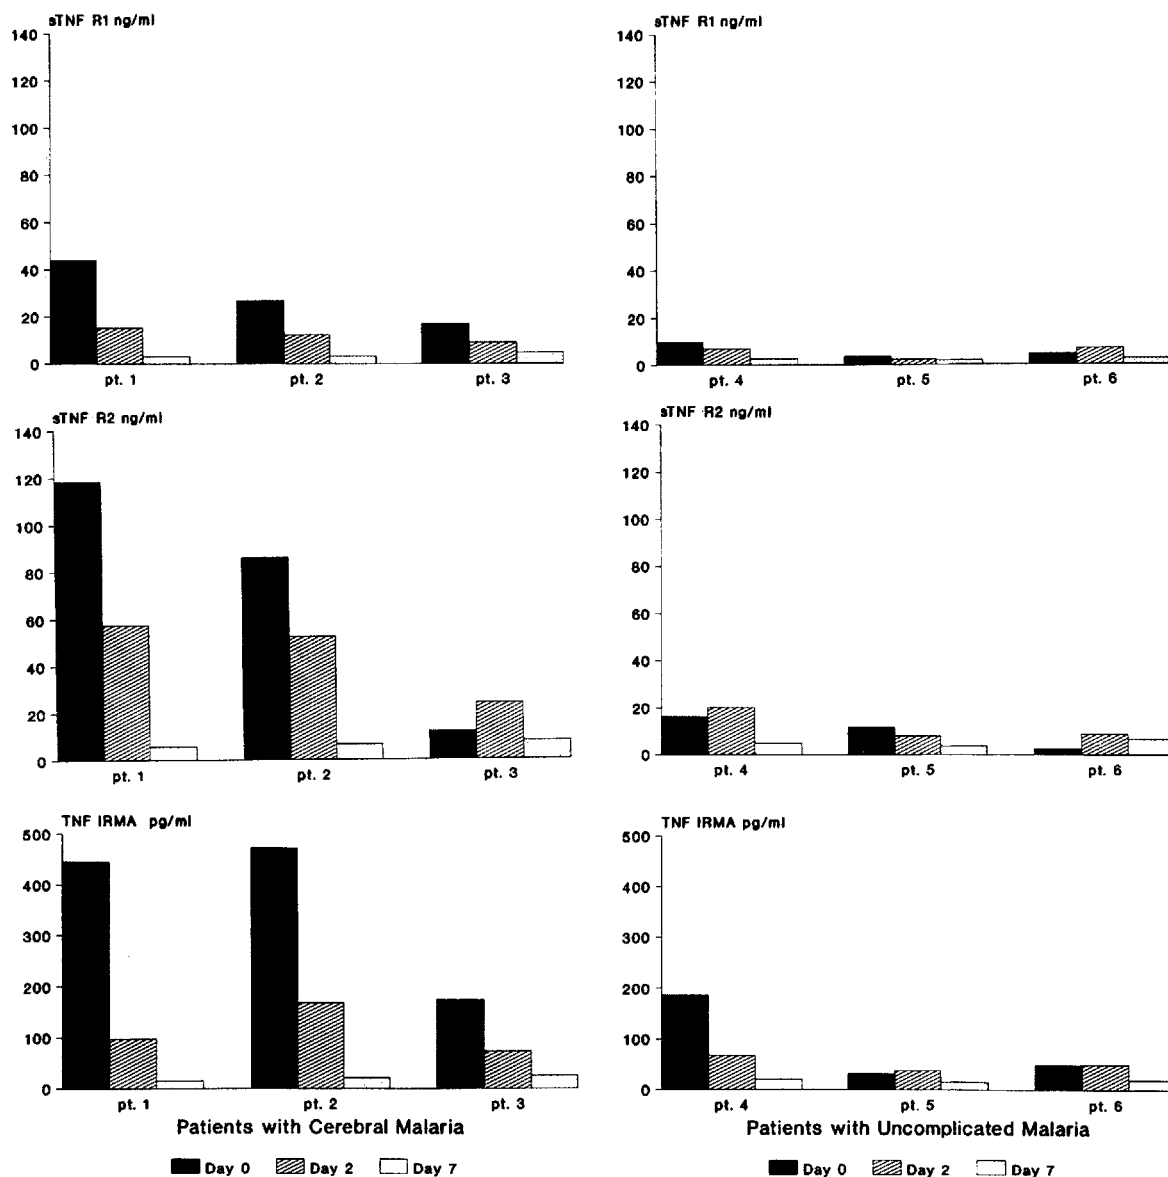 sTNF R1 ng/ml
140
120
100
80
60
40
20
0
pt. 1 pt. 2 pt. 3
sTNF R1 ng/ml
140
120
100
80
60
40
20
0
pt. 4 pt. 5 pt. 6
sTNF R2 ng/ml
140
120
100
80
60
40
20
0
pt. 1 pt. 2 pt. 3
sTNF R2 ng/ml
140
120
100
80
60
40
20
0
pt. 4 pt. 5 pt. 6
TNF IRMA pg/ml
500
400
300
200
100
0
pt. 1 pt. 2 pt. 3
Patients with Cerebral Malaria
Day 0 Day 2 Day 7
TNF IRMA pg/ml
500
400
300
200
100
0
pt. 4 pt. 5 pt. 6
Patients with Uncomplicated Malaria
Day 0 Day 2 Day 7